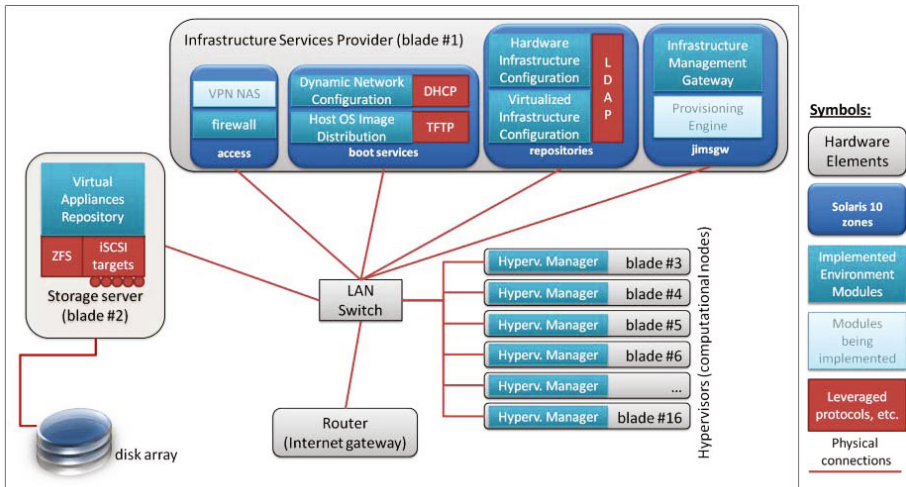 Infrastructure Services Provider (blade #1)
VPN NAS
firewall
access
Dynamic Network
Configuration
DHCP
Host OS Image
Distribution
TFTP
boot services
Hardware
Infrastructure
Configuration
Virtualized
Infrastructure
Configuration
L
D
A
P
repositories
Infrastructure
Management
Gateway
Provisioning
Engine
jimsgw
Virtual
Appliances
Repository
ZFS
iSCSI
targets
Storage server
(blade #2)
disk array
LAN
Switch
Router
(Internet gateway)
Hyperv. Manager blade #3
Hyperv. Manager blade #4
Hyperv. Manager blade #5
Hyperv. Manager blade #6
Hyperv. Manager ...
Hyperv. Manager blade #16
Hypervisors (computational nodes)
Symbols:
Hardware
Elements
Solaris 10
zones
Implemented
Environment
Modules
Modules
being
implemented
Leveraged
protocols, etc.
Physical
connections